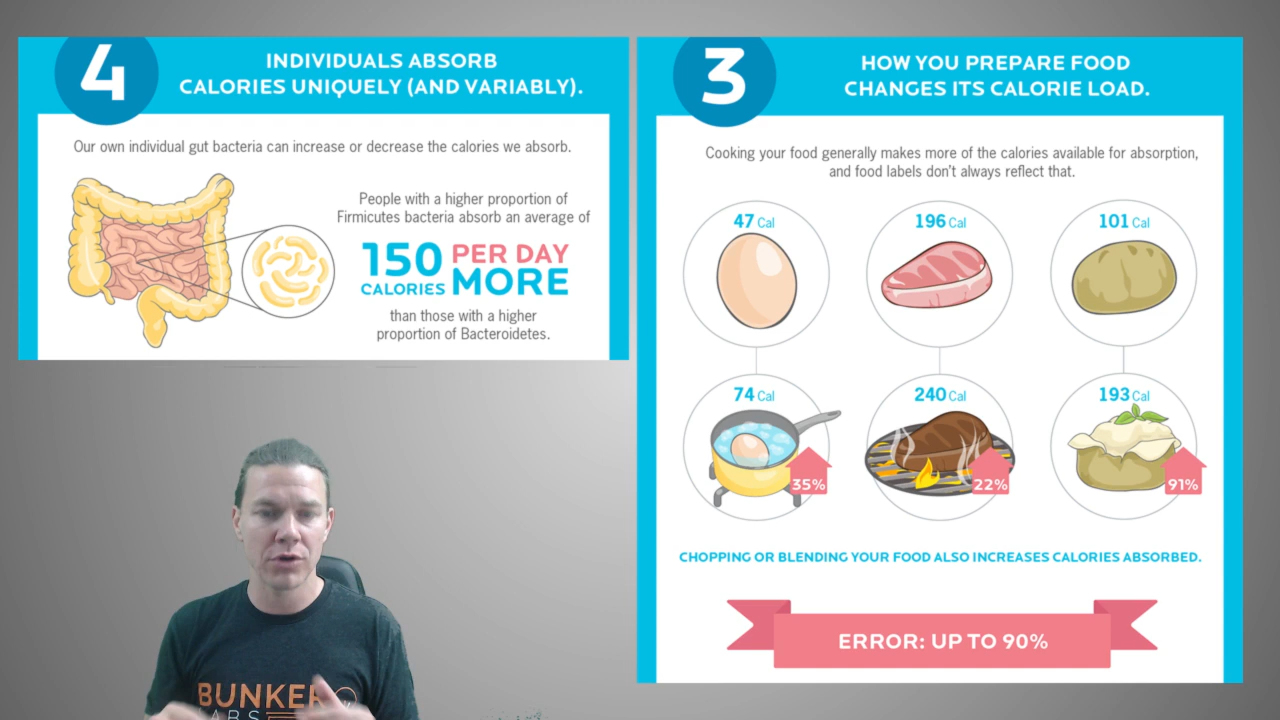 4
INDIVIDUALS ABSORB
CALORIES UNIQUELY (AND VARIABLY).
Our own individual gut bacteria can increase or decrease the calories we absorb.
People with a higher proportion of
Firmicutes bacteria absorb an average of
150 CALORIES PER DAY MORE
than those with a higher
proportion of Bacteroidetes.
3
HOW YOU PREPARE FOOD
CHANGES ITS CALORIE LOAD.
Cooking your food generally makes more of the calories available for absorption,
and food labels don't always reflect that.
47 Cal
196 Cal
101 Cal
74 Cal
240 Cal
193 Cal
35%
22%
91%
CHOPPING OR BLENDING YOUR FOOD ALSO INCREASES CALORIES ABSORBED.
ERROR: UP TO 90%
BUNKER
LABS